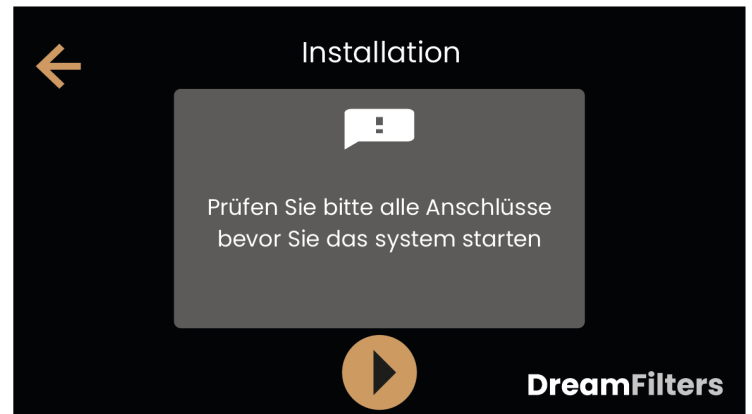 Installation
Prüfen Sie bitte alle Anschlüsse
bevor Sie das system starten
DreamFilters